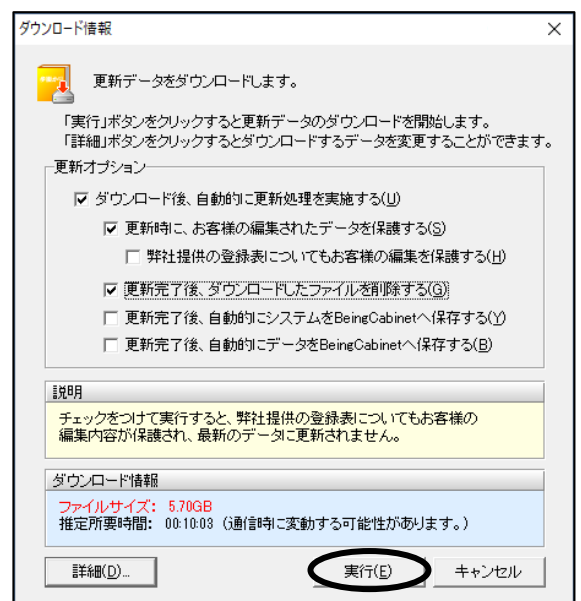 ダウンロード情報
更新データをダウンロードします。
「実行」ボタンをクリックすると更新データのダウンロードを開始します。
「詳細」ボタンをクリックするとダウンロードするデータを変更することができます。
更新オプション
ダウンロード後、自動的に更新処理を実施する(U)
更新時に、お客様の編集されたデータを保護する(S)
弊社提供の登録表についてもお客様の編集を保護する(H)
更新完了後、ダウンロードしたファイルを削除する(G)
更新完了後、自動的にシステムをBeingCabinetへ保存する(Y)
更新完了後、自動的にデータをBeingCabinetへ保存する(B)
説明
チェックをつけて実行すると、弊社提供の登録表についてもお客様の
編集内容が保護され、最新のデータに更新されません。
ダウンロード情報
ファイルサイズ： 5.70GB
推定所要時間： 00:10:03 （通信時に変動する可能性があります。）
詳細(D)... 実行(E) キャンセル